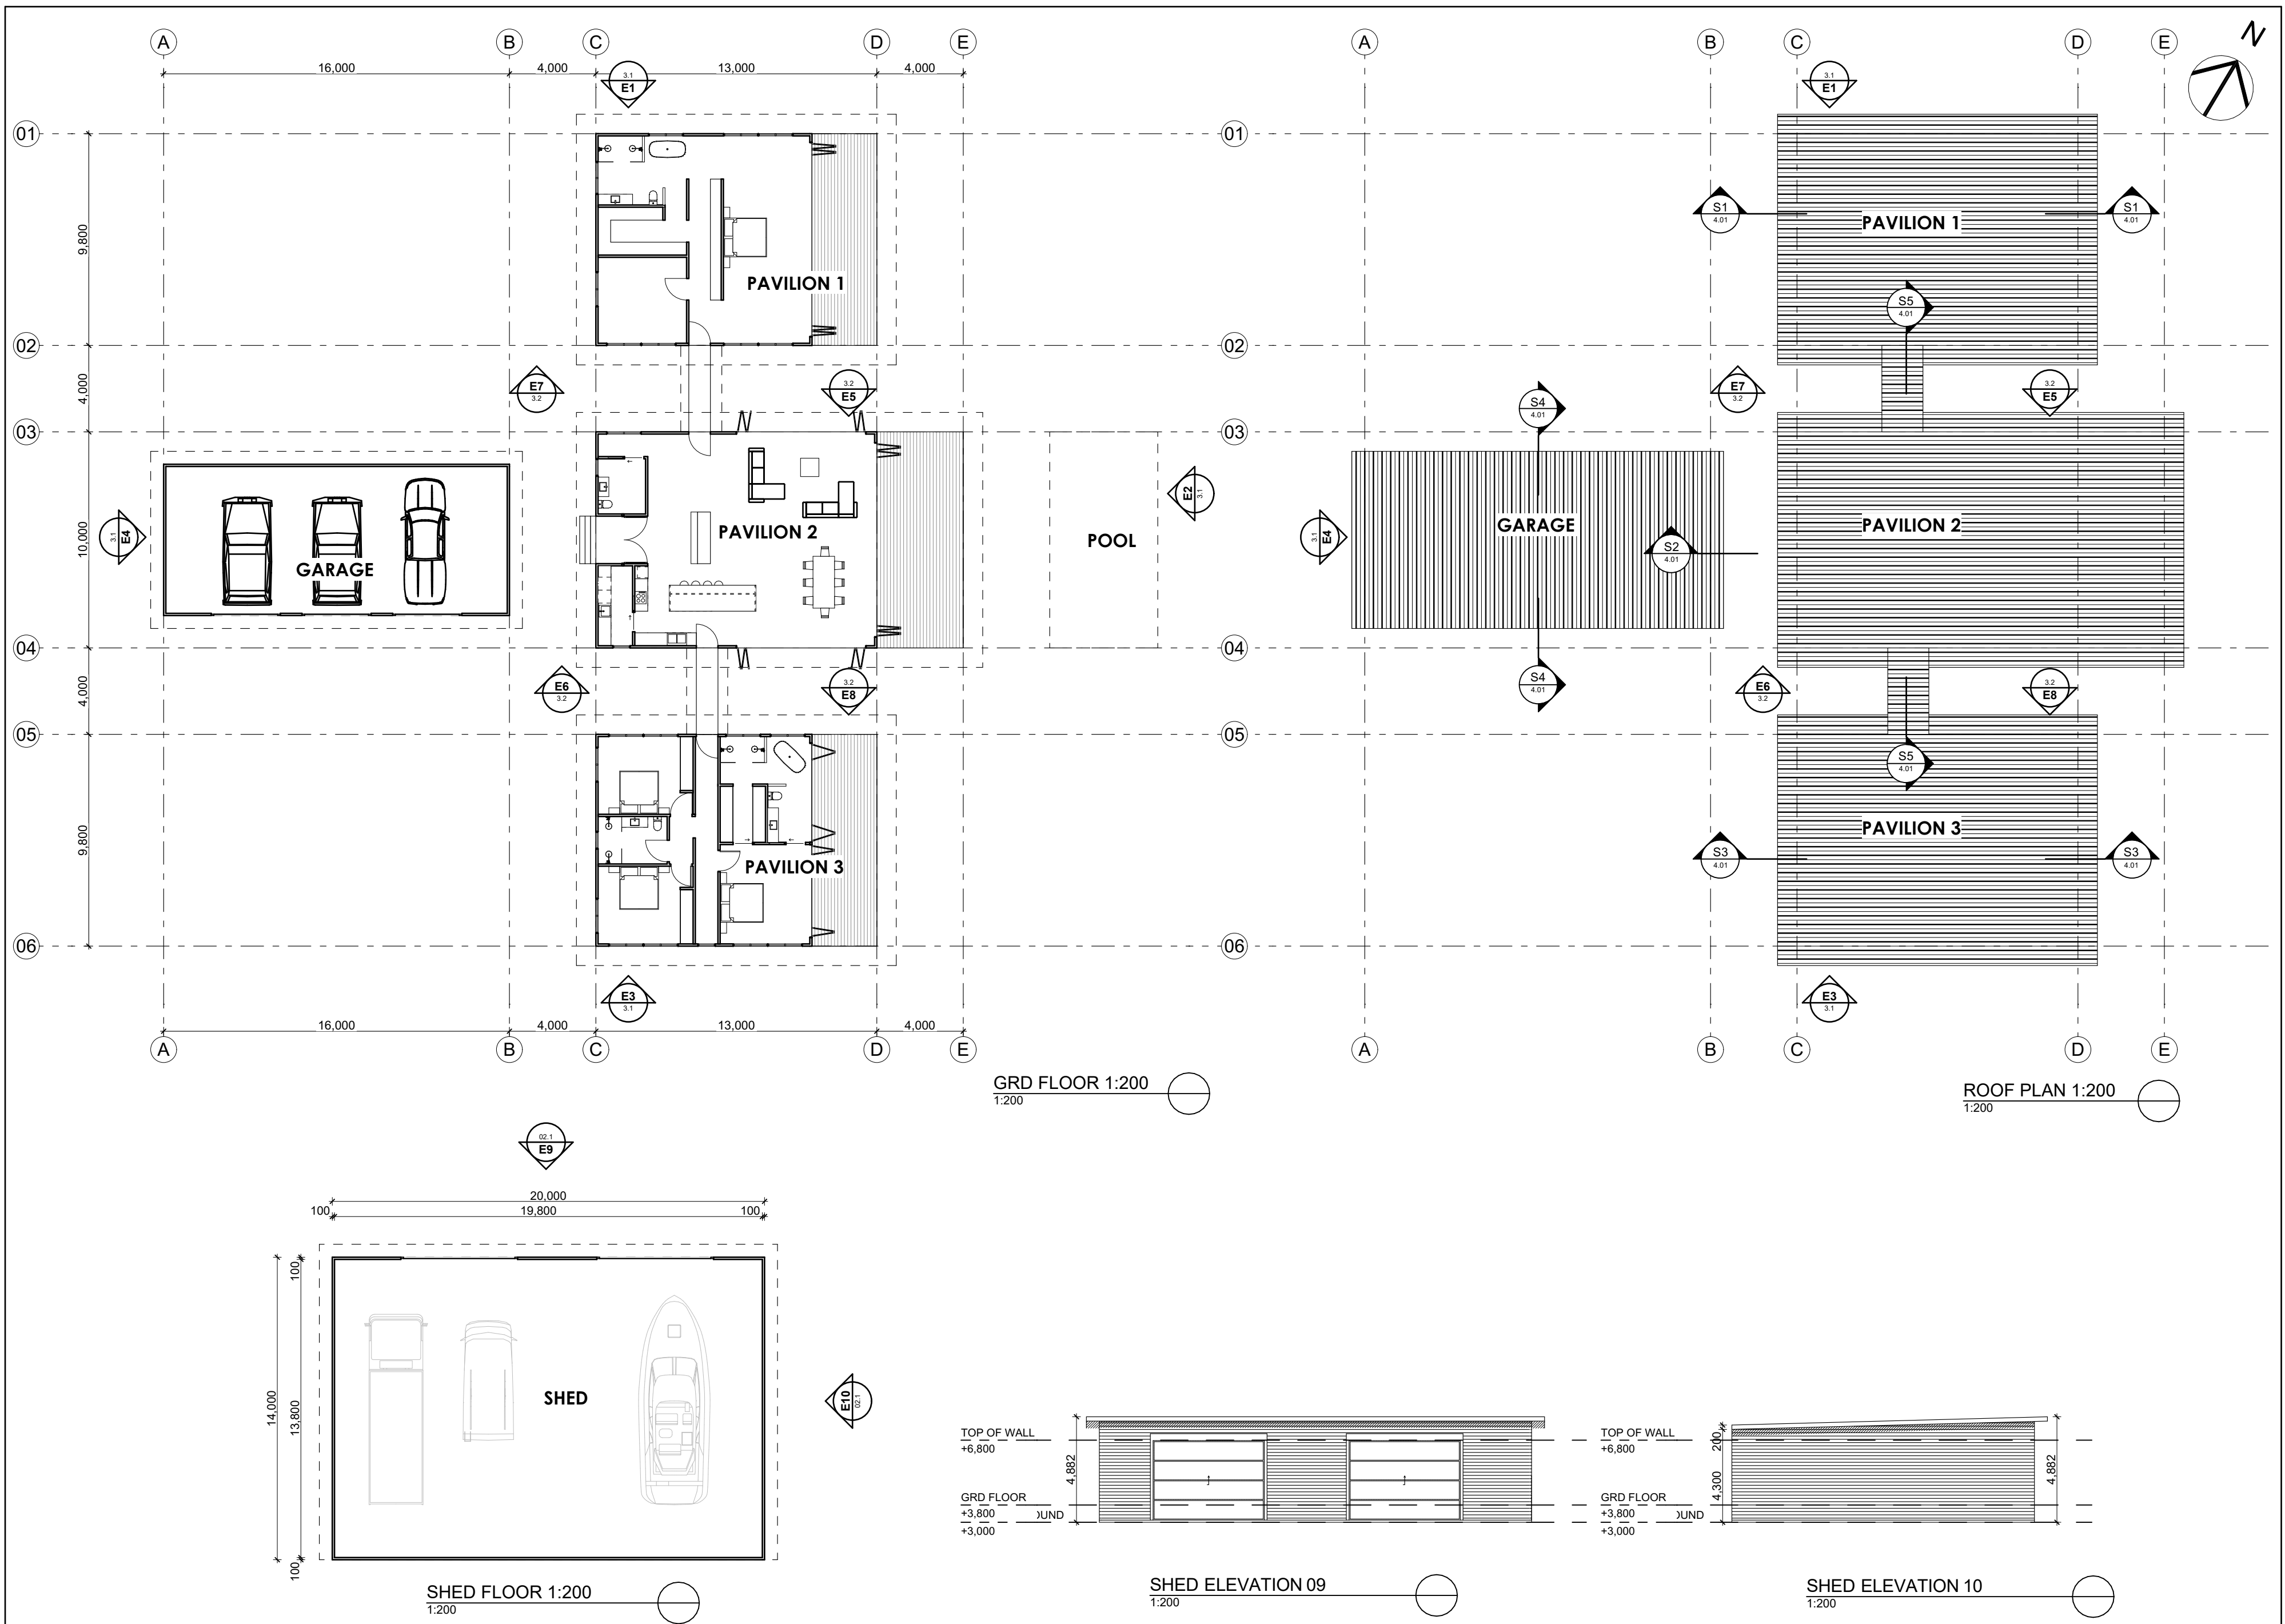 A B C D E
16,000 4,000 13,000 4,000
3.1
E1
01
9,800
PAVILION 1
02
4,000
E7
3.2
3.2
E5
03
GARAGE
3.1
E4
10,000
PAVILION 2
POOL
E2
3.1
04
4,000
E6
3.2
3.2
E8
05
9,800
PAVILION 3
06
E3
3.1
16,000 4,000 13,000 4,000
A B C D E
GRD FLOOR 1:200
1:200
A B C D E
N
3.1
E1
01
S1
4.01
PAVILION 1
S1
4.01
S5
4.01
02
E7
3.2
3.2
E5
S4
4.01
03
GARAGE
PAVILION 2
3.1
E4
S2
4.01
04
S4
4.01
E6
3.2
3.2
E8
05
S5
4.01
PAVILION 3
S3
4.01
S3
4.01
06
E3
3.1
A B C D E
ROOF PLAN 1:200
1:200
02.1
E9
20,000
100 19,800 100
14,000
100
13,800
100
SHED
E10
02.1
SHED FLOOR 1:200
1:200
TOP OF WALL
+6,800
4,882
GRD FLOOR
+3,800
UND
+3,000
SHED ELEVATION 09
1:200
TOP OF WALL
+6,800
200
4,300
4,882
GRD FLOOR
+3,800
UND
+3,000
SHED ELEVATION 10
1:200